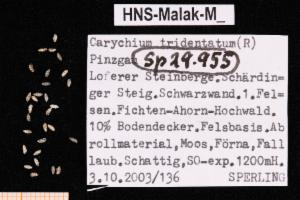 HNS-Malak-M_
Carychium tridentatum(R)
Pinzgau Sp29.955
Loferer Steinberge.Schärdin=
ger Steig.Schwarzwand.1.Fel=
sen.Fichten-Ahorn-Hochwald.
10% Bodendecker.Felsbasis.Ab
rollmaterial,Moos,Förna,Fall
laub.Schattig,SO-exp.1200mH.
3.10.2003/136 SPERLING